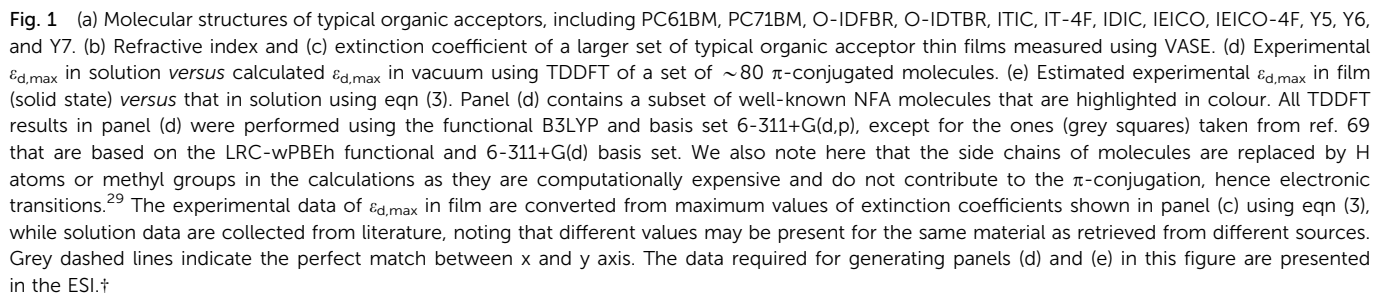 Fig. 1 (a) Molecular structures of typical organic acceptors, including PC61BM, PC71BM, O-IDFBR, O-IDTBR, ITIC, IT-4F, IDIC, IEICO, IEICO-4F, Y5, Y6,
and Y7. (b) Refractive index and (c) extinction coefficient of a larger set of typical organic acceptor thin films measured using VASE. (d) Experimental
εd,max in solution versus calculated εd,max in vacuum using TDDFT of a set of ~80 π-conjugated molecules. (e) Estimated experimental εd,max in film
(solid state) versus that in solution using eqn (3). Panel (d) contains a subset of well-known NFA molecules that are highlighted in colour. All TDDFT
results in panel (d) were performed using the functional B3LYP and basis set 6-311+G(d,p), except for the ones (grey squares) taken from ref. 69
that are based on the LRC-wPBEh functional and 6-311+G(d) basis set. We also note here that the side chains of molecules are replaced by H
atoms or methyl groups in the calculations as they are computationally expensive and do not contribute to the π-conjugation, hence electronic
transitions.29 The experimental data of εd,max in film are converted from maximum values of extinction coefficients shown in panel (c) using eqn (3),
while solution data are collected from literature, noting that different values may be present for the same material as retrieved from different sources.
Grey dashed lines indicate the perfect match between x and y axis. The data required for generating panels (d) and (e) in this figure are presented
in the ESI.†